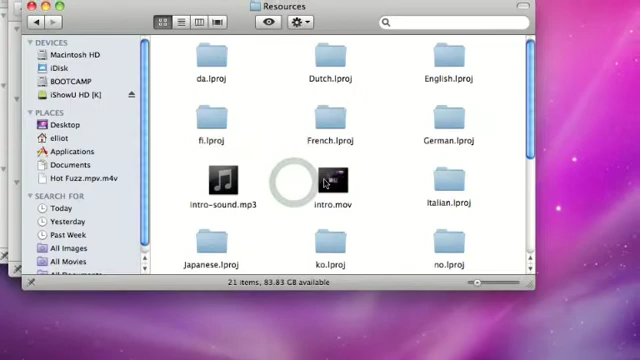 Resources
DEVICES
Macintosh HD
iDisk
BOOTCAMP
iShowU HD [K]
PLACES
Desktop
elliot
Applications
Documents
Hot Fuzz.mpv.m4v
SEARCH FOR
Today
Yesterday
Past Week
All Images
All Movies
All Documents
da.lproj
Dutch.lproj
English.lproj
fi.lproj
French.lproj
German.lproj
intro-sound.mp3
intro.mov
Italian.lproj
Japanese.lproj
ko.lproj
no.lproj
21 items, 83.83 GB available